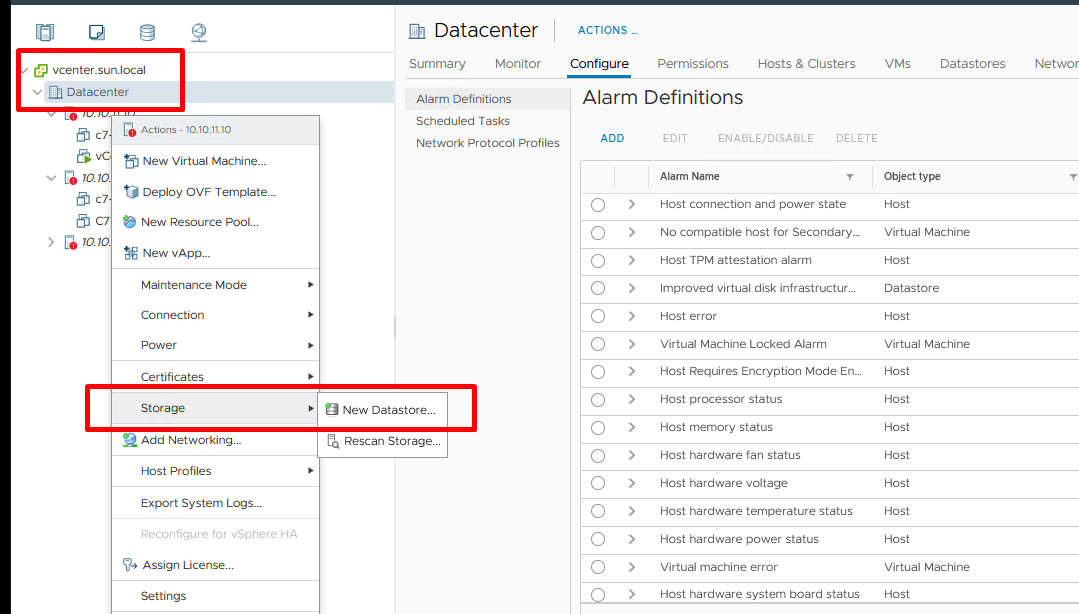 Datacenter
ACTIONS ...
Summary Monitor Configure Permissions Hosts & Clusters VMs Datastores Networ
vcenter.sun.local
Datacenter
10.10.11.10
c7-
vCe
10.10.
c7-
C7-
10.10.
Actions - 10.10.11.10
New Virtual Machine...
Deploy OVF Template...
New Resource Pool...
New vApp...
Maintenance Mode
Connection
Power
Certificates
Storage
New Datastore...
Rescan Storage...
Add Networking...
Host Profiles
Export System Logs...
Reconfigure for vSphere HA
Assign License...
Settings
Alarm Definitions
Scheduled Tasks
Network Protocol Profiles
Alarm Definitions
ADD EDIT ENABLE/DISABLE DELETE
Alarm Name Object type
Host connection and power state Host
No compatible host for Secondary... Virtual Machine
Host TPM attestation alarm Host
Improved virtual disk infrastructur... Datastore
Host error Host
Virtual Machine Locked Alarm Virtual Machine
Host Requires Encryption Mode En... Host
Host processor status Host
Host memory status Host
Host hardware fan status Host
Host hardware voltage Host
Host hardware temperature status Host
Host hardware power status Host
Virtual machine error Virtual Machine
Host hardware system board status Host